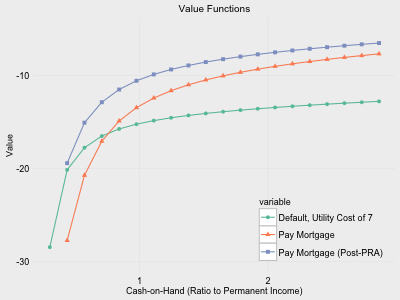 Value Functions
-10
-20
-30
Value
1
2
Cash-on-Hand (Ratio to Permanent Income)
variable
Default, Utility Cost of 7
Pay Mortgage
Pay Mortgage (Post-PRA)